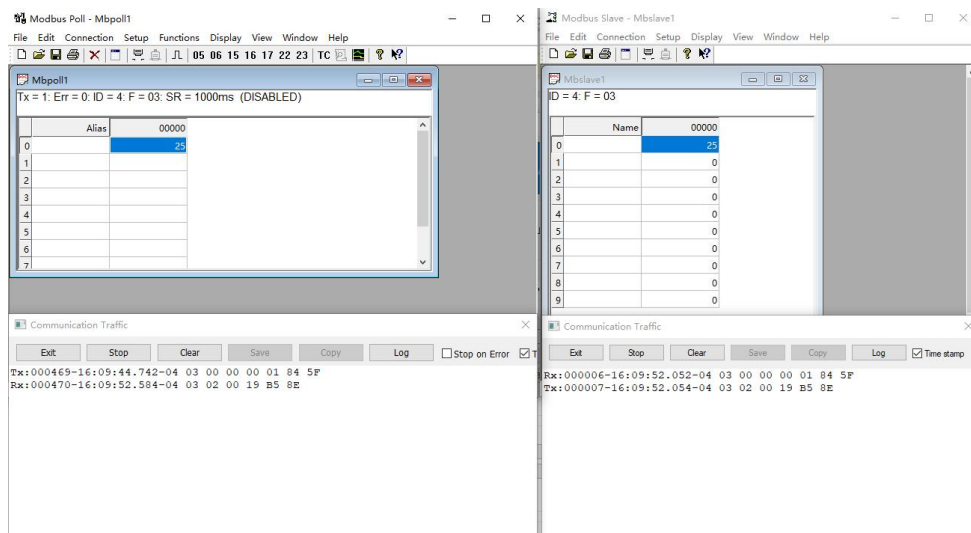 Modbus Poll - Mbpoll1
File Edit Connection Setup Functions Display View Window Help
05 06 15 16 17 22 23 TC
Mbpoll1
Tx = 1: Err = 0: ID = 4: F = 03: SR = 1000ms (DISABLED)
Alias 00000
0 25
1
2
3
4
5
6
7
Communication Traffic
Exit Stop Clear Save Copy Log Stop on Error T
Tx:000469-16:09:44.742-04 03 00 00 00 01 84 5F
Rx:000470-16:09:52.584-04 03 02 00 19 B5 8E
Modbus Slave - Mbslave1
File Edit Connection Setup Display View Window Help
Mbslave1
ID = 4: F = 03
Name 00000
0 25
1 0
2 0
3 0
4 0
5 0
6 0
7 0
8 0
9 0
Communication Traffic
Exit Stop Clear Save Copy Log Time stamp
Rx:000006-16:09:52.052-04 03 00 00 00 01 84 5F
Tx:000007-16:09:52.054-04 03 02 00 19 B5 8E